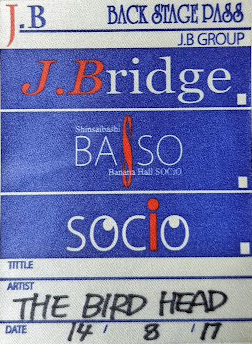 J.B BACK STAGE PASS
J.B GROUP
J.Bridge.
Shinsaibashi
BASSO
Banana Hall SOCiO
SOCiO.
TITTLE
ARTIST
THE BIRD HEAD
DATE 14 / 8 / 17